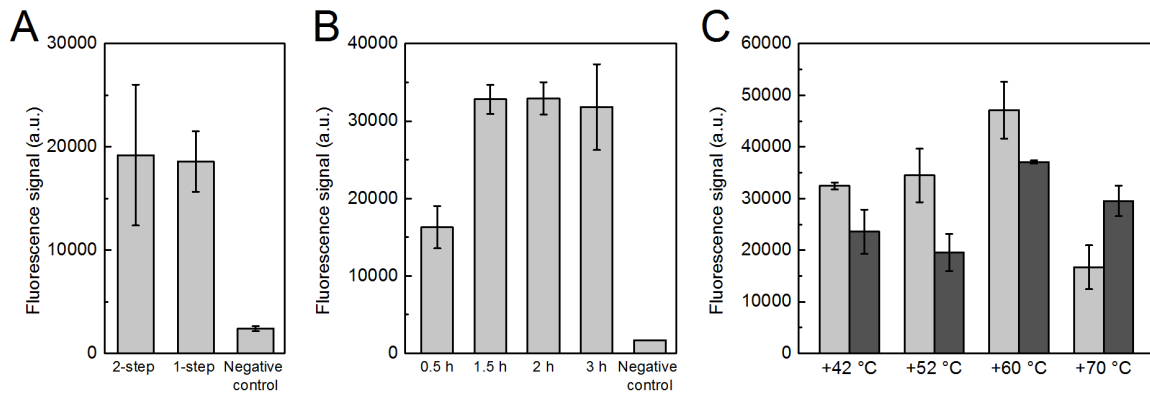 A
Fluorescence signal (a.u.)
30000
20000
10000
0
2-step
1-step
Negative
control
B
Fluorescence signal (a.u.)
40000
30000
20000
10000
0
0.5 h
1.5 h
2 h
3 h
Negative
control
C
Fluorescence signal (a.u.)
60000
50000
40000
30000
20000
10000
0
+42 °C
+52 °C
+60 °C
+70 °C